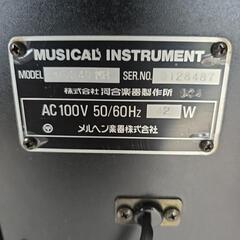 MUSICAL INSTRUMENT
MODEL SER.NO.
株式会社 河合楽器製作所
AC100V 50/60Hz 42 W
メルヘン楽器株式会社